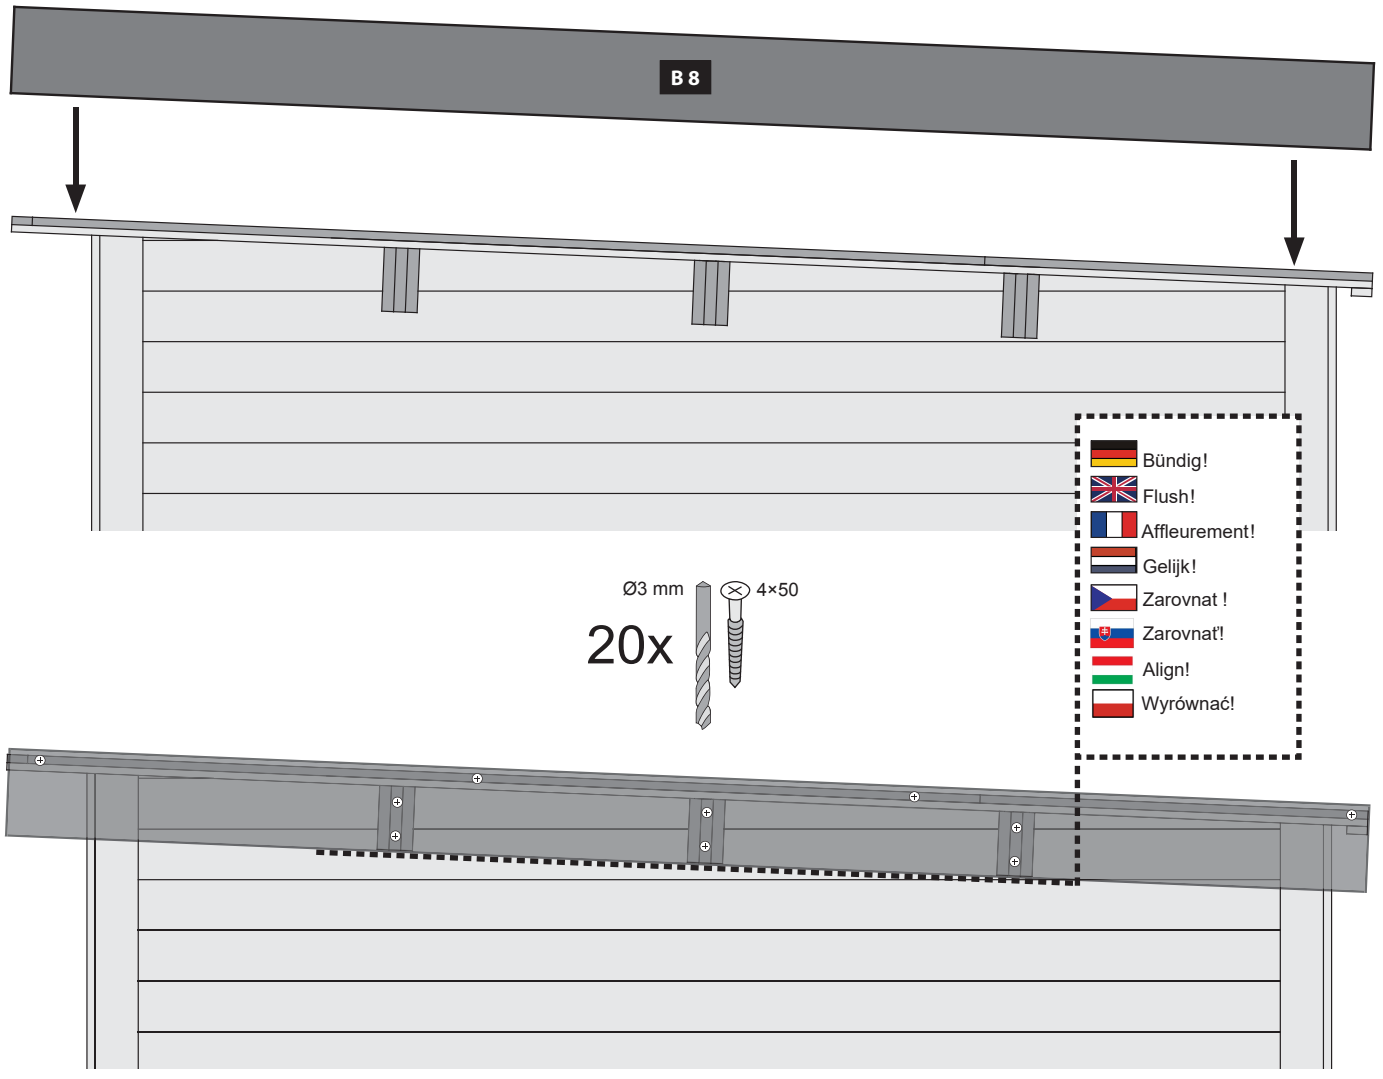 B 8
Bündig!
Flush!
Affleurement!
Gelijk!
Zarovnat !
Zarovnať!
Align!
Wyrównać!
Ø3 mm 4×50
20x